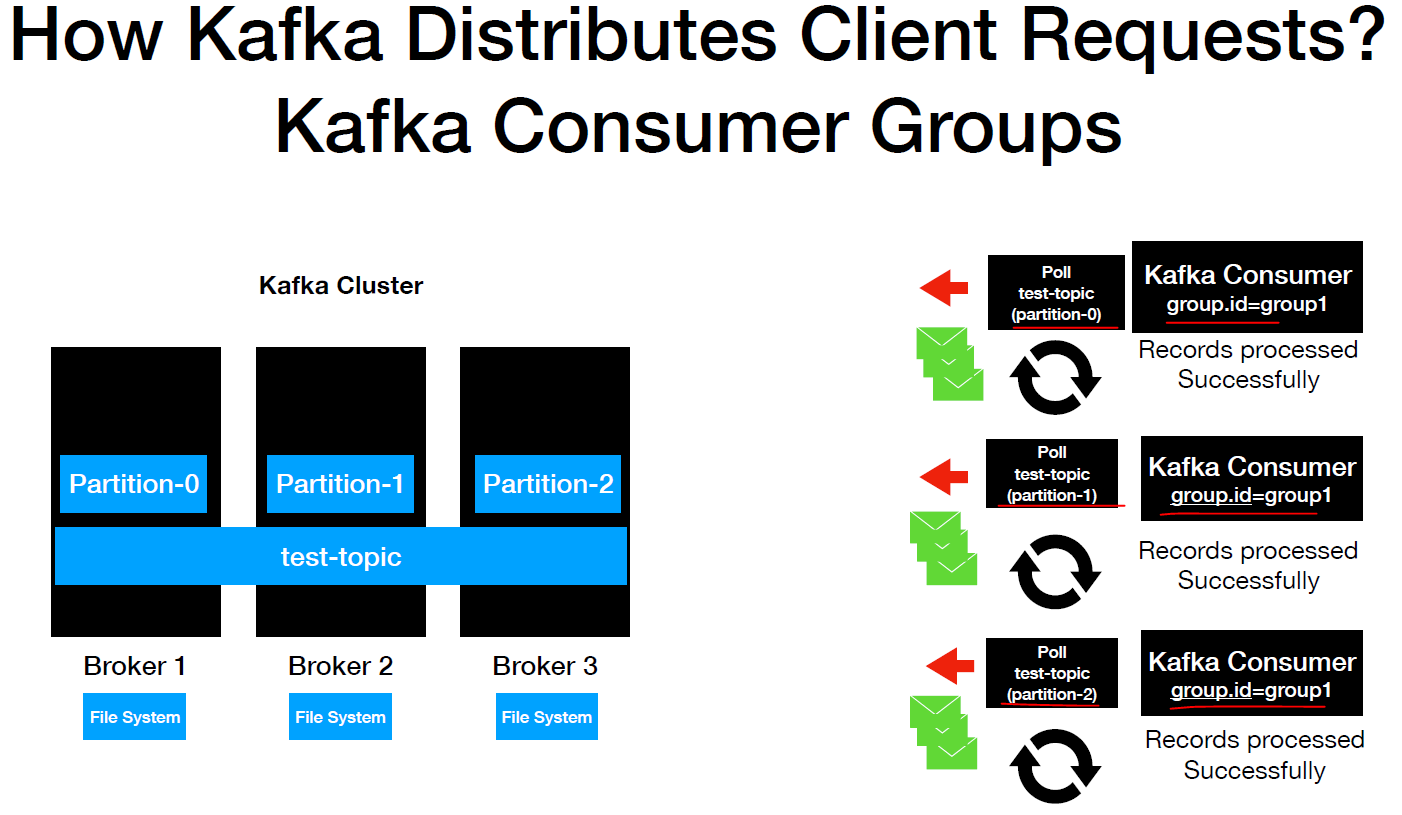 How Kafka Distributes Client Requests?
Kafka Consumer Groups
Kafka Cluster
Partition-0
Partition-1
Partition-2
test-topic
Broker 1
Broker 2
Broker 3
File System
File System
File System
Poll
test-topic
(partition-0)
Kafka Consumer
group.id=group1
Records processed
Successfully
Poll
test-topic
(partition-1)
Kafka Consumer
group.id=group1
Records processed
Successfully
Poll
test-topic
(partition-2)
Kafka Consumer
group.id=group1
Records processed
Successfully